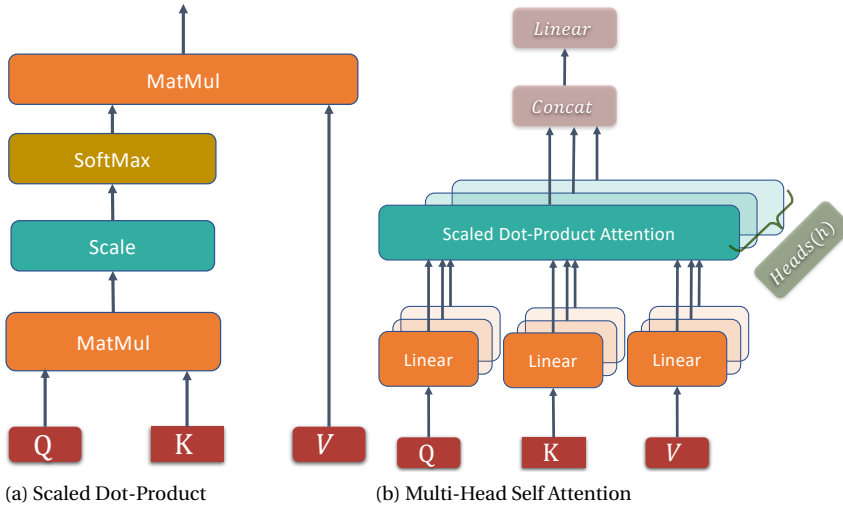 MatMul
SoftMax
Scale
MatMul
Q K V
(a) Scaled Dot-Product
Linear
Concat
Scaled Dot-Product Attention
Heads(h)
Linear Linear Linear
Q K V
(b) Multi-Head Self Attention